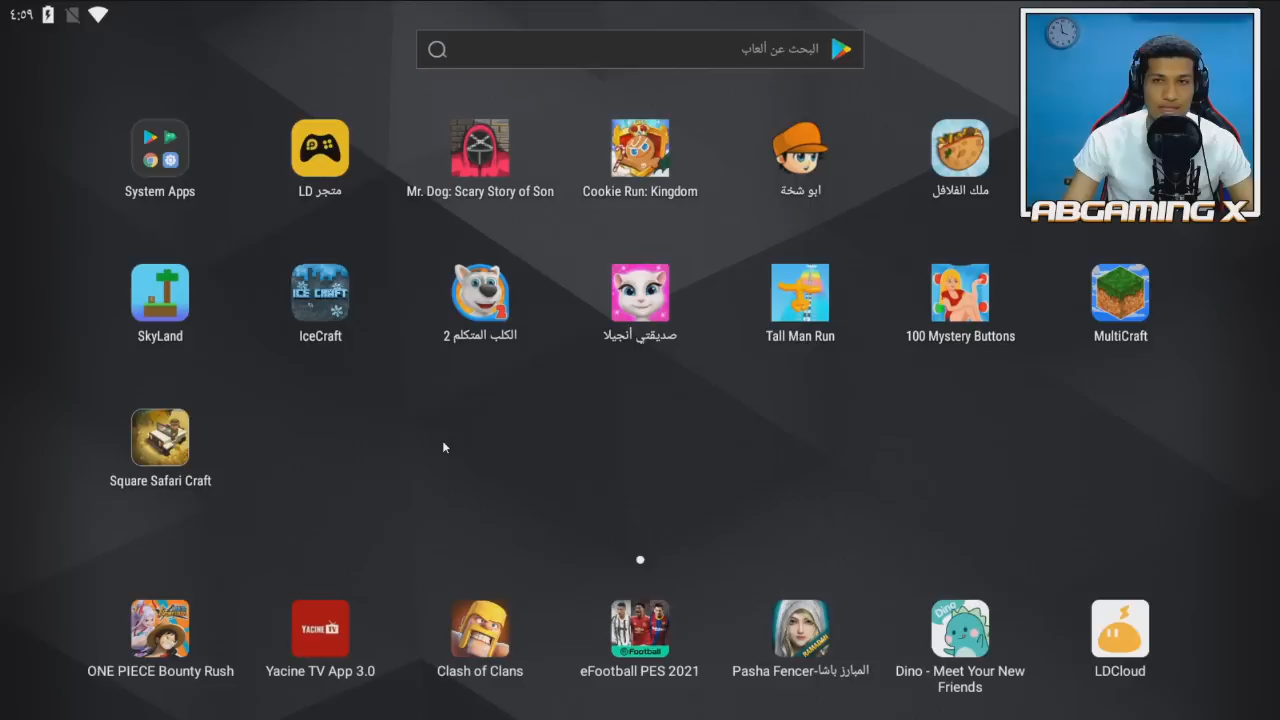 ٤:٥٩
البحث عن ألعاب
ABGAMING X
System Apps
متجر LD
Mr. Dog: Scary Story of Son
Cookie Run: Kingdom
ابو شخة
ملك الفلافل
SkyLand
ICE CRAFT
IceCraft
الكلب المتكلم 2
صديقتي أنجيلا
Tall Man Run
100 Mystery Buttons
MultiCraft
Square Safari Craft
YACINE TV
eFootball
RAMADAN
Dino
ONE PIECE Bounty Rush
Yacine TV App 3.0
Clash of Clans
eFootball PES 2021
Pasha Fencer-المبارز باشا
Dino - Meet Your New
Friends
LDCloud